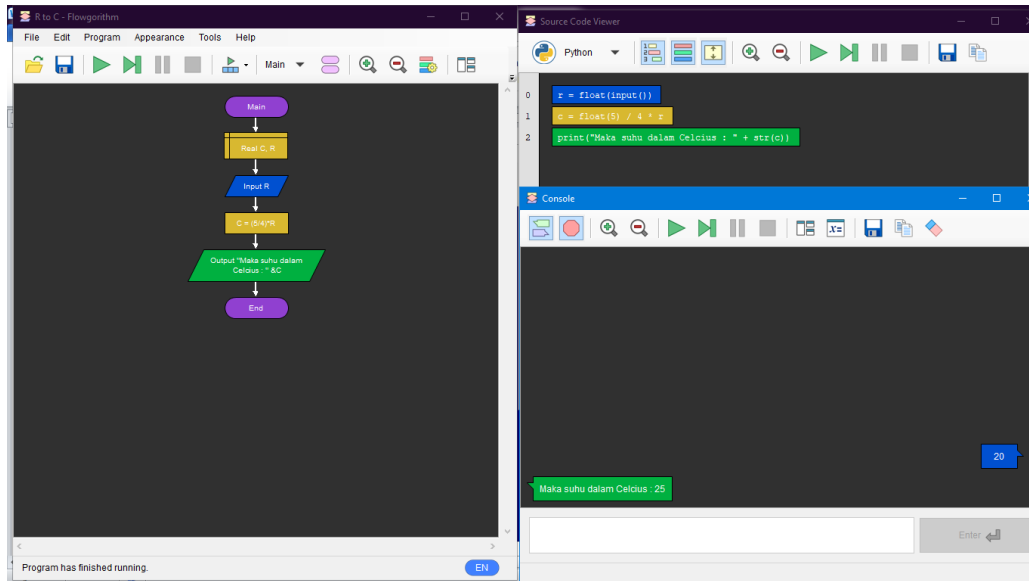 R to C - Flowgorithm
File Edit Program Appearance Tools Help
Main
Main
Real C, R
Input R
C = (5/4)*R
Output "Maka suhu dalam
Celcius : " &C
End
Program has finished running.
EN
Source Code Viewer
Python
0 r = float(input())
1 c = float(5) / 4 * r
2 print("Maka suhu dalam Celcius : " + str(c))
Console
20
Maka suhu dalam Celcius : 25
Enter